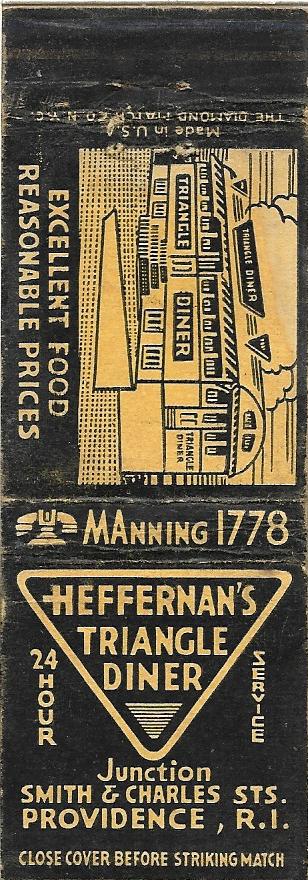 Made in U.S.A.
THE DIAMOND MATCH CO. N.Y.C.
TRIANGLE DINER
TRIANGLE DINER
TRIANGLE
DINER
EXCELLENT FOOD
REASONABLE PRICES
MANNING 1778
HEFFERNAN'S
TRIANGLE
DINER
24 HOUR
SERVICE
Junction
SMITH & CHARLES STS.
PROVIDENCE, R.I.
CLOSE COVER BEFORE STRIKING MATCH